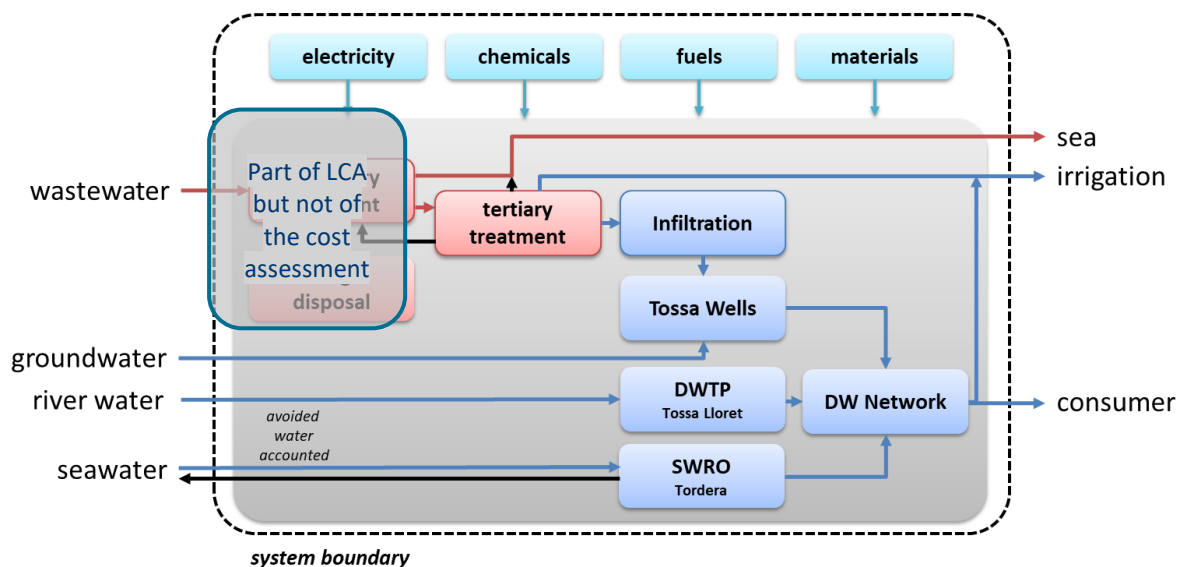 electricity
chemicals
fuels
materials
sea
irrigation
wastewater
Part of LCA
but not of
the cost
assessment
disposal
tertiary
treatment
Infiltration
Tossa Wells
groundwater
river water
DWTP
Tossa Lloret
DW Network
consumer
avoided
water
accounted
seawater
SWRO
Tordera
system boundary